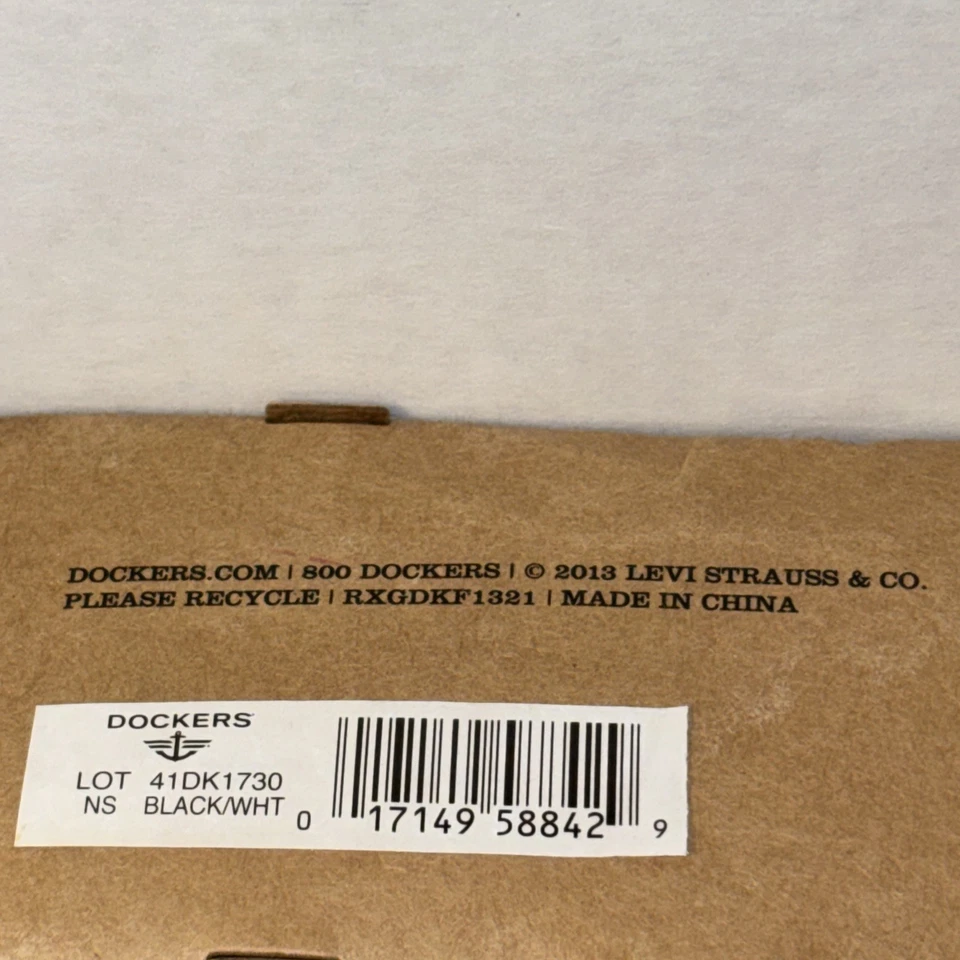 DOCKERS.COM | 800 DOCKERS | © 2013 LEVI STRAUSS & CO.
PLEASE RECYCLE | RXGDKF1321 | MADE IN CHINA
DOCKERS
LOT 41DK1730
NS BLACK/WHT
0 17149 58842 9